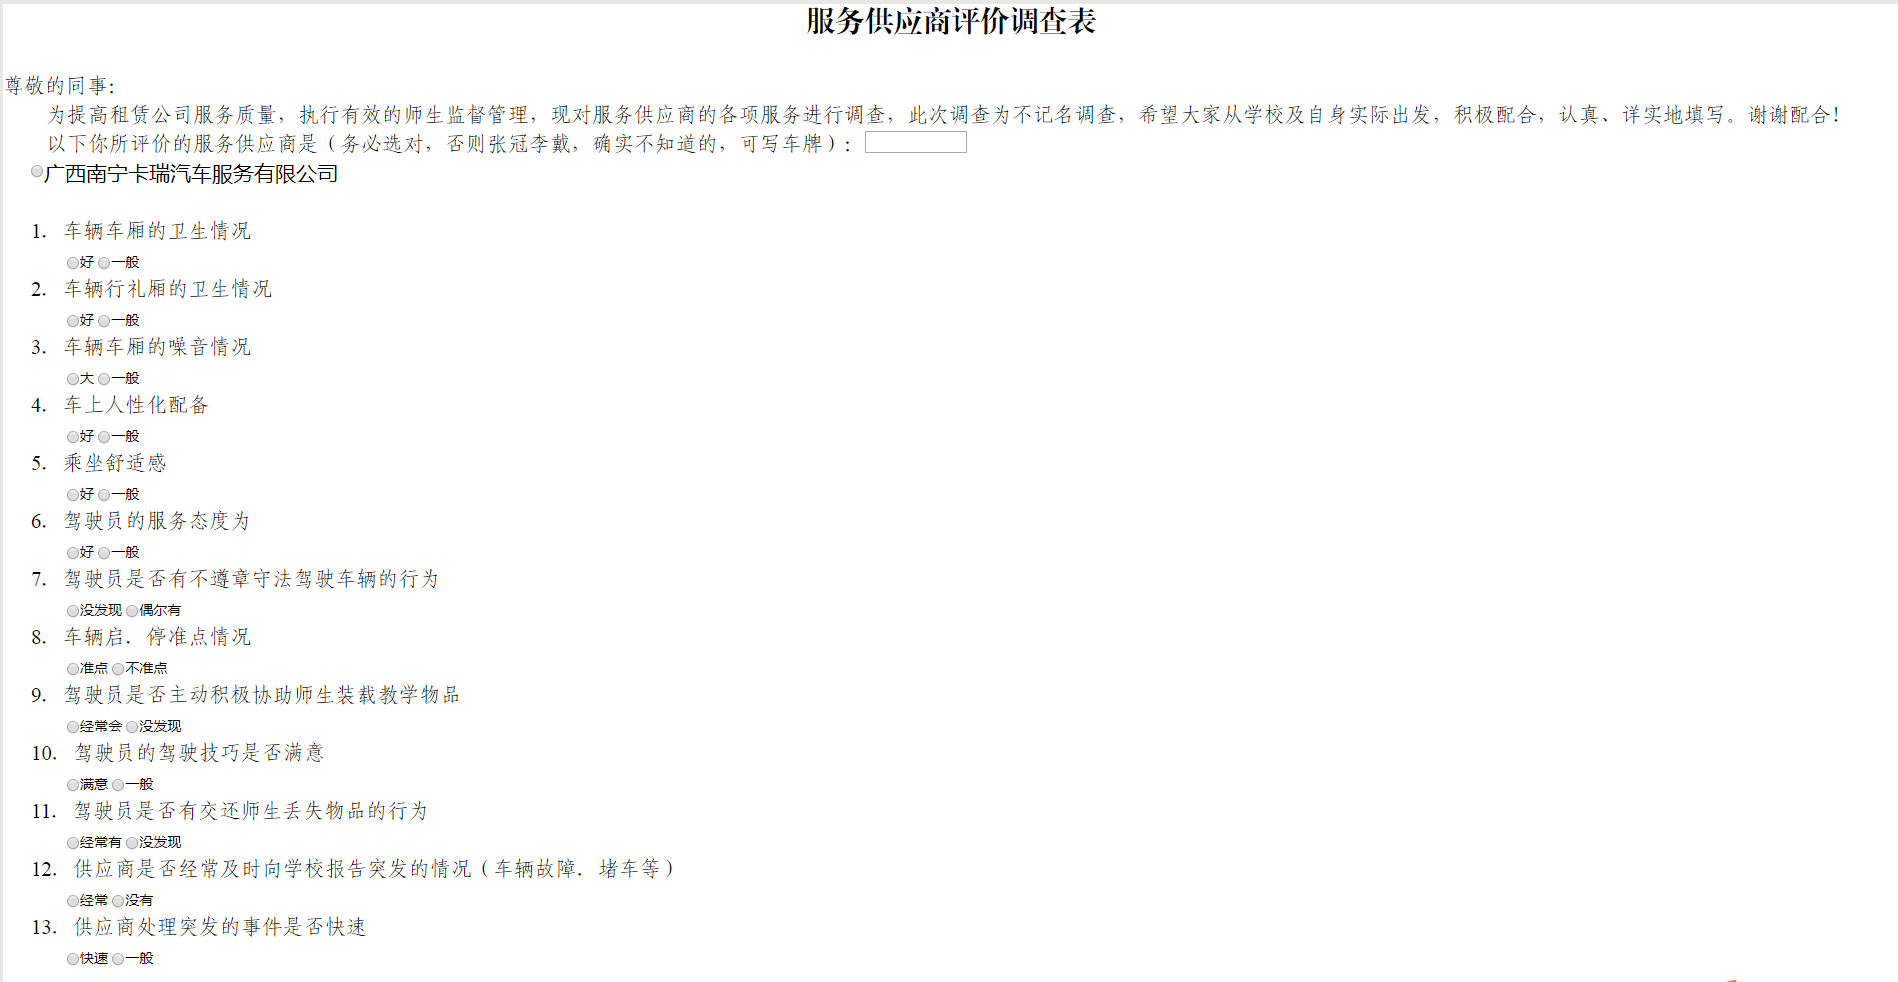 服务供应商评价调查表
尊敬的同事：
为提高租赁公司服务质量，执行有效的师生监督管理，现对服务供应商的各项服务进行调查，此次调查为不记名调查，希望大家从学校及自身实际出发，积极配合，认真、详实地填写。谢谢配合！
以下你所评价的服务供应商是（务必选对，否则张冠李戴，确实不知道的，可写车牌）：
广西南宁卡瑞汽车服务有限公司
1. 车辆车厢的卫生情况
好 一般
2. 车辆行礼厢的卫生情况
好 一般
3. 车辆车厢的噪音情况
大 一般
4. 车上人性化配备
好 一般
5. 乘坐舒适感
好 一般
6. 驾驶员的服务态度为
好 一般
7. 驾驶员是否有不遵章守法驾驶车辆的行为
没发现 偶尔有
8. 车辆启. 停准点情况
准点 不准点
9. 驾驶员是否主动积极协助师生装载教学物品
经常会 没发现
10. 驾驶员的驾驶技巧是否满意
满意 一般
11. 驾驶员是否有交还师生丢失物品的行为
经常有 没发现
12. 供应商是否经常及时向学校报告突发的情况（车辆故障. 堵车等）
经常 没有
13. 供应商处理突发的事件是否快速
快速 一般